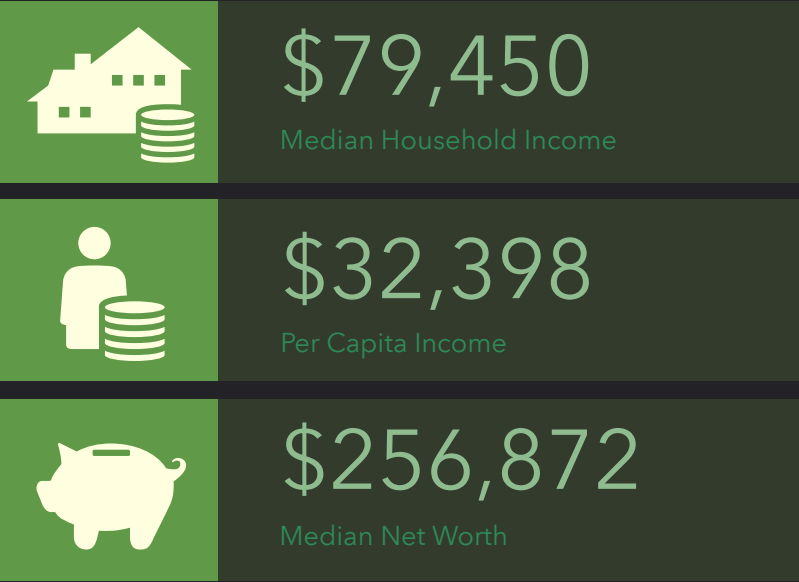 $79,450
Median Household Income
$32,398
Per Capita Income
$256,872
Median Net Worth